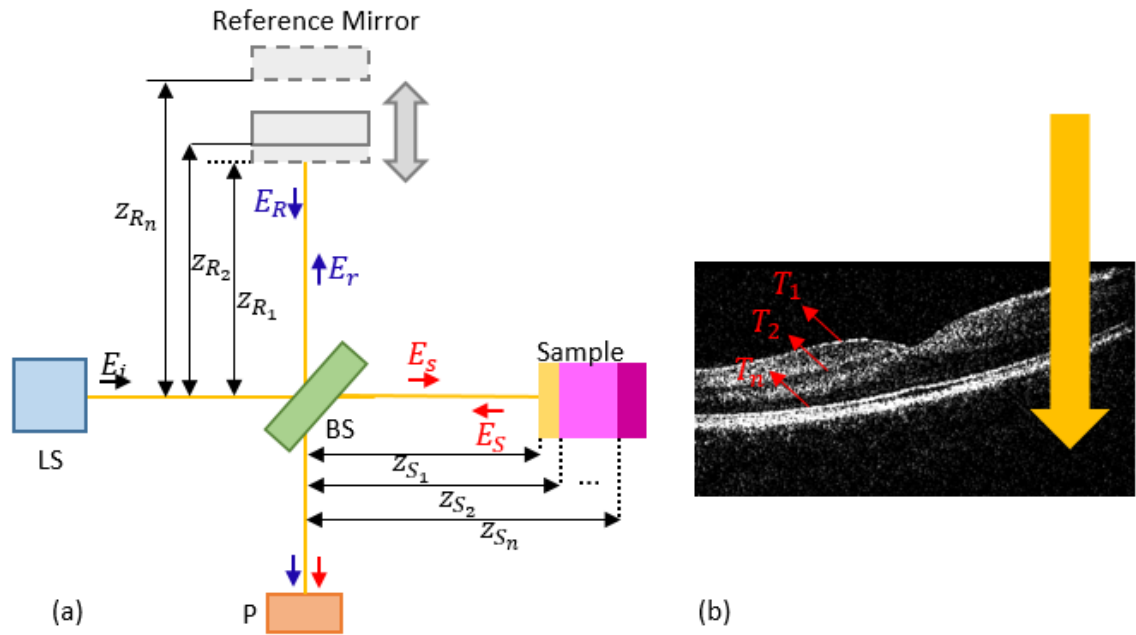 Reference Mirror
z_{R_n}
z_{R_2}
z_{R_1}
E_R
E_r
LS
E_i
BS
E_s
E_S
Sample
z_{S_1}
...
z_{S_2}
z_{S_n}
P
(a)
T_1
T_2
T_n
(b)